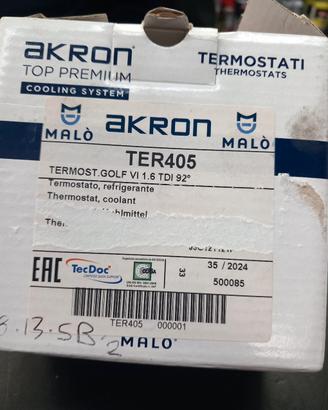 AKRON®
TOP PREMIUM
COOLING SYSTEM
TERMOSTATI
THERMOSTATS
MALÒ
AKRON
MALÒ
TER405
TERMOST.GOLF VI 1.6 TDI 92°
Termostato, refrigerante
Thermostat, coolant
EAC
TecDoc
33
35 / 2024
500085
TER405 000001
MALO®